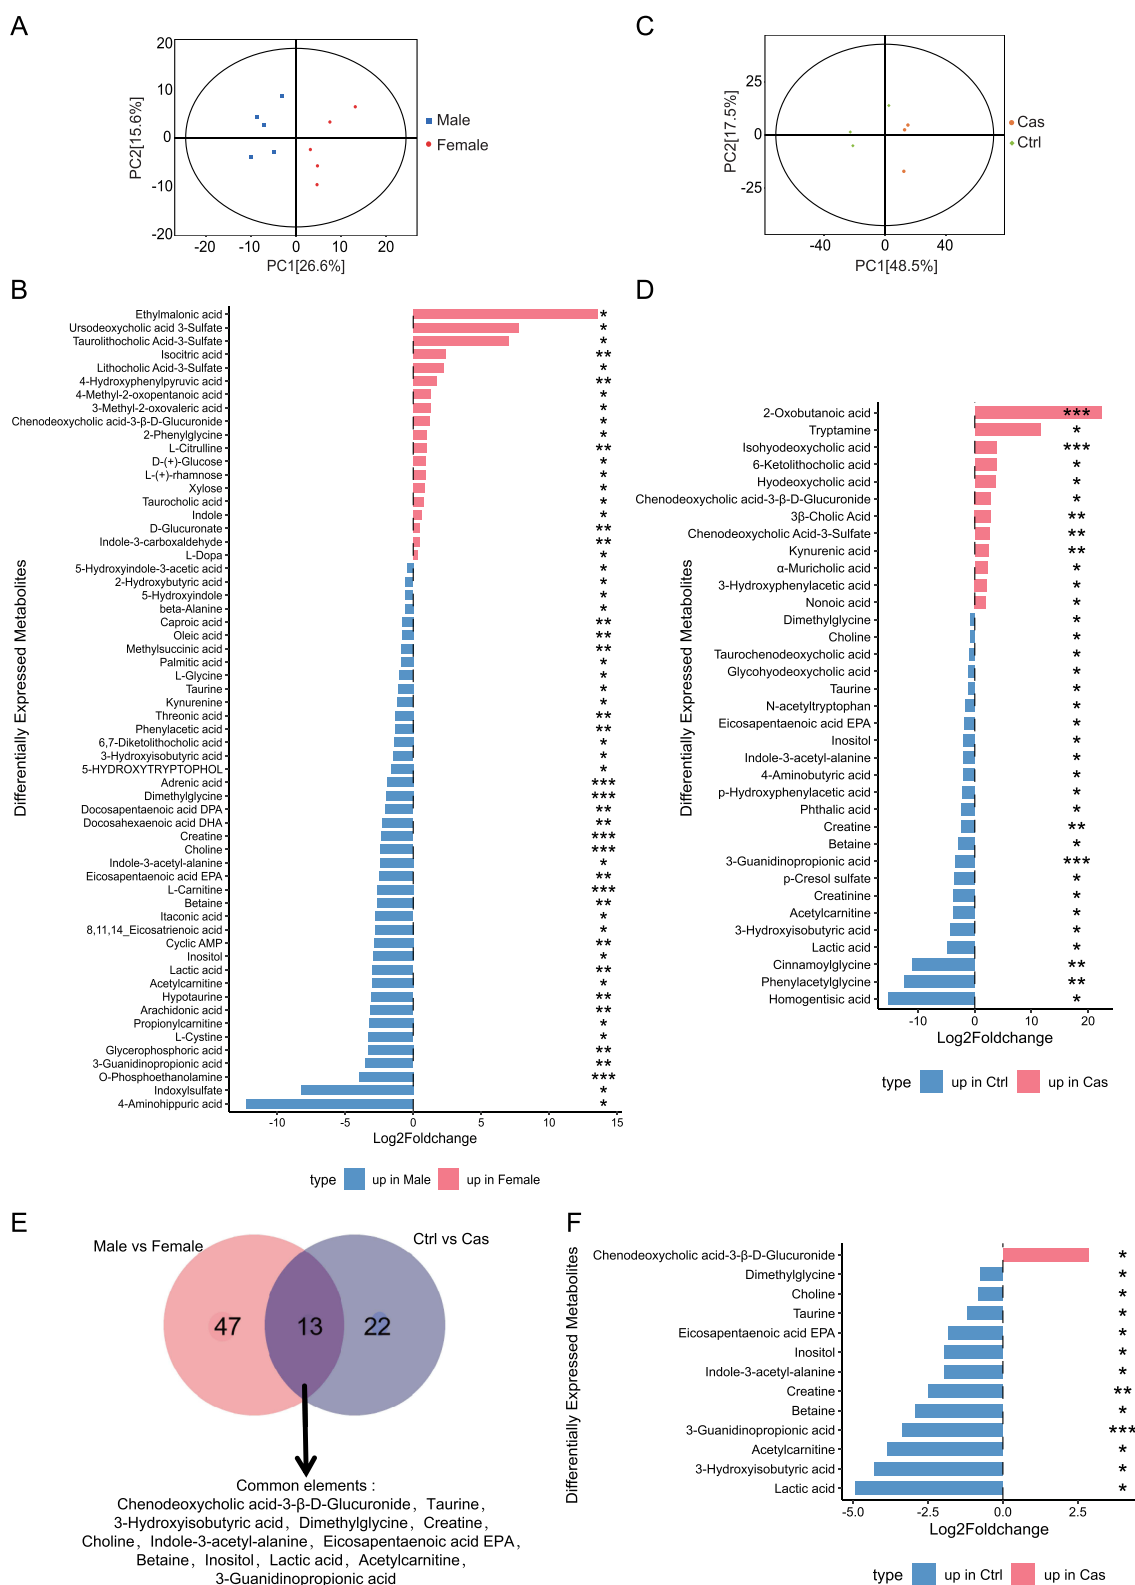 A
20
10
0
-10
20
PC2[15.6%]
-20
-10
0
10
20
PC1[26.6%]
Male
Female
C
25
0
-25
PC2[17.5%]
-40
0
40
PC1[48.5%]
Cas
Ctrl
B
Differentially Expressed Metabolites
Ethylmalonic acid *
Ursodeoxycholic acid 3-Sulfate *
Taurolithocholic Acid-3-Sulfate *
Isocitric acid **
Lithocholic Acid-3-Sulfate *
4-Hydroxyphenylpyruvic acid **
4-Methyl-2-oxopentanoic acid *
3-Methyl-2-oxovaleric acid *
Chenodeoxycholic acid-3-β-D-Glucuronide *
2-Phenylglycine *
L-Citrulline **
D-(+)-Glucose *
L-(+)-rhamnose *
Xylose *
Taurocholic acid *
Indole *
D-Glucuronate **
Indole-3-carboxaldehyde **
L-Dopa *
5-Hydroxyindole-3-acetic acid *
2-Hydroxybutyric acid *
5-Hydroxyindole *
beta-Alanine *
Caproic acid **
Oleic acid **
Methylsuccinic acid **
Palmitic acid *
L-Glycine *
Taurine *
Kynurenine *
Threonic acid **
Phenylacetic acid **
6,7-Diketolithocholic acid *
3-Hydroxyisobutyric acid *
5-HYDROXYTRYPTOPHOL *
Adrenic acid ***
Dimethylglycine ***
Docosapentaenoic acid DPA **
Docosahexaenoic acid DHA **
Creatine ***
Choline ***
Indole-3-acetyl-alanine *
Eicosapentaenoic acid EPA **
L-Carnitine ***
Betaine **
Itaconic acid *
8,11,14_Eicosatrienoic acid *
Cyclic AMP **
Inositol *
Lactic acid **
Acetylcarnitine *
Hypotaurine **
Arachidonic acid **
Propionylcarnitine *
L-Cystine *
Glycerophosphoric acid **
3-Guanidinopropionic acid **
O-Phosphoethanolamine ***
Indoxylsulfate *
4-Aminohippuric acid *
-10 -5 0 5 10 15
Log2Foldchange
type up in Male up in Female
D
Differentially Expressed Metabolites
2-Oxobutanoic acid ***
Tryptamine *
Isohyodeoxycholic acid ***
6-Ketolithocholic acid *
Hyodeoxycholic acid *
Chenodeoxycholic acid-3-β-D-Glucuronide *
3β-Cholic Acid **
Chenodeoxycholic Acid-3-Sulfate *
Kynurenic acid **
α-Muricholic acid *
3-Hydroxyphenylacetic acid *
Nonoic acid *
Dimethylglycine *
Choline *
Taurochenodeoxycholic acid *
Glycohyodeoxycholic acid *
Taurine *
N-acetyltryptophan *
Eicosapentaenoic acid EPA *
Inositol *
Indole-3-acetyl-alanine *
4-Aminobutyric acid *
p-Hydroxyphenylacetic acid *
Phthalic acid *
Creatine **
Betaine *
3-Guanidinopropionic acid ***
p-Cresol sulfate *
Creatinine *
Acetylcarnitine *
3-Hydroxyisobutyric acid *
Lactic acid *
Cinnamoylglycine **
Phenylacetylglycine **
Homogentisic acid *
-10 0 10 20
Log2Foldchange
type up in Ctrl up in Cas
E
Male vs Female
Ctrl vs Cas
47 13 22
Common elements :
Chenodeoxycholic acid-3-β-D-Glucuronide, Taurine,
3-Hydroxyisobutyric acid, Dimethylglycine, Creatine,
Choline, Indole-3-acetyl-alanine, Eicosapentaenoic acid EPA,
Betaine, Inositol, Lactic acid, Acetylcarnitine,
3-Guanidinopropionic acid
F
Differentially Expressed Metabolites
Chenodeoxycholic acid-3-β-D-Glucuronide *
Dimethylglycine *
Choline *
Taurine *
Eicosapentaenoic acid EPA *
Inositol *
Indole-3-acetyl-alanine *
Creatine **
Betaine *
3-Guanidinopropionic acid ***
Acetylcarnitine *
3-Hydroxyisobutyric acid *
Lactic acid *
-5.0 -2.5 0.0 2.5
Log2Foldchange
type up in Ctrl up in Cas